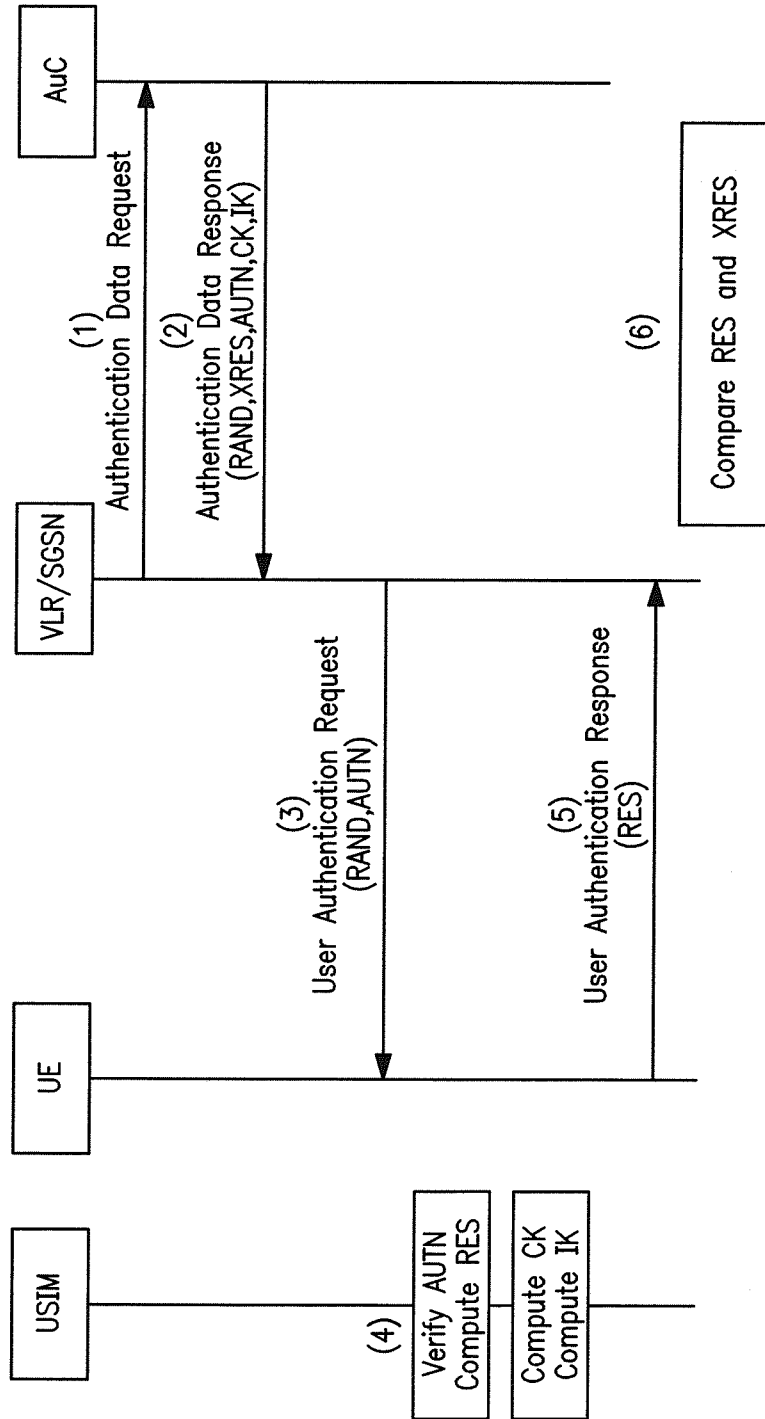 USIM
UE
VLR/SGSN
AuC
(1)
Authentication Data Request
(2)
Authentication Data Response
(RAND,XRES,AUTN,CK,IK)
(3)
User Authentication Request
(RAND,AUTN)
(4)
Verify AUTN
Compute RES
Compute CK
Compute IK
(5)
User Authentication Response
(RES)
(6)
Compare RES and XRES